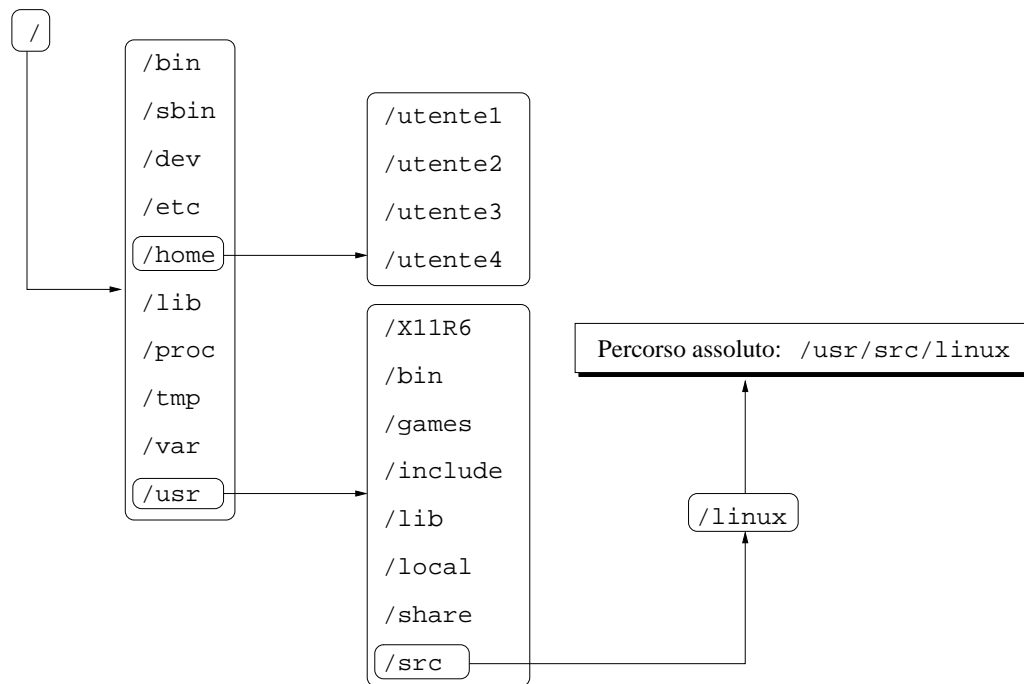 /
/bin
/sbin
/dev
/etc
/home
/lib
/proc
/tmp
/var
/usr
/utente1
/utente2
/utente3
/utente4
/X11R6
/bin
/games
/include
/lib
/local
/share
/src
/linux
Percorso assoluto: /usr/src/linux